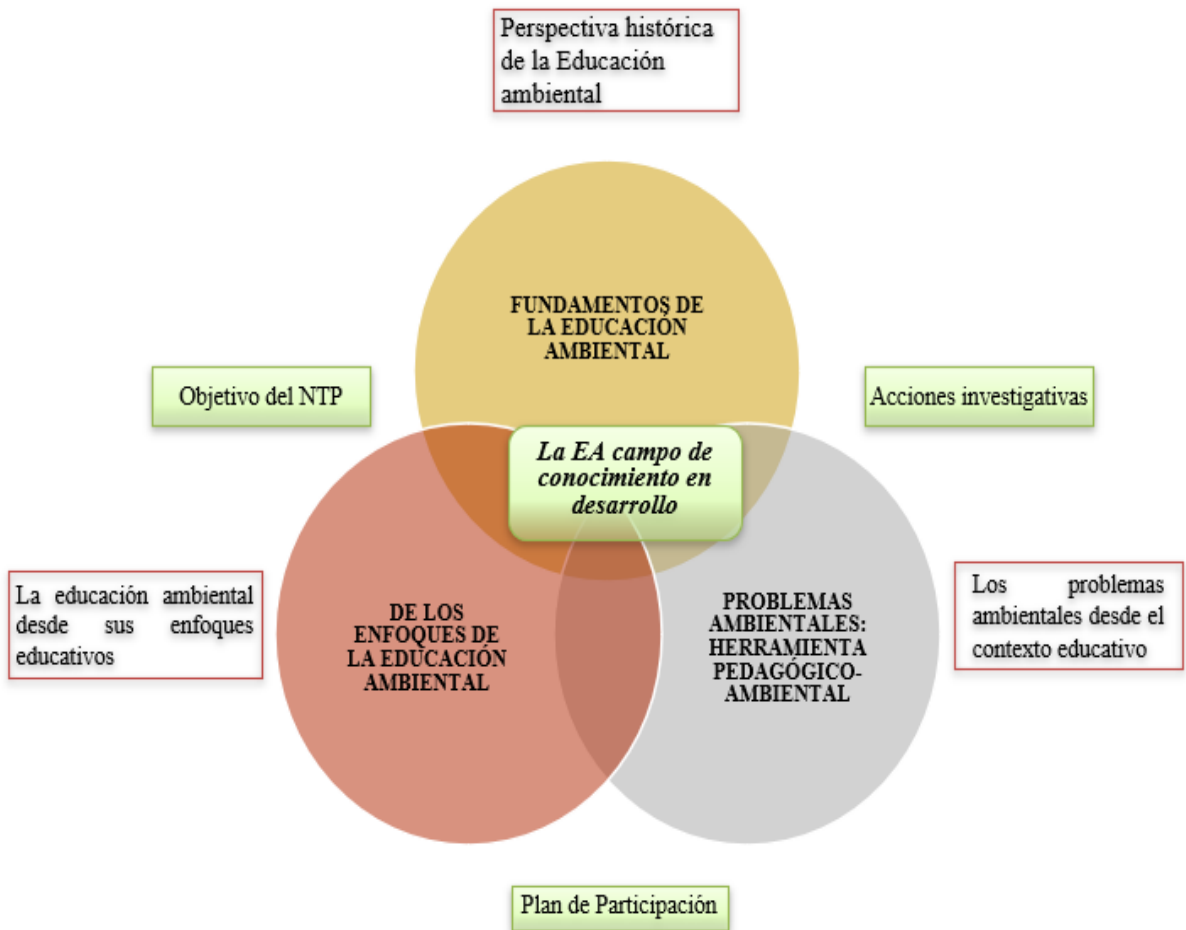 Perspectiva histórica
de la Educación
ambiental
FUNDAMENTOS DE
LA EDUCACIÓN
AMBIENTAL
Objetivo del NTP
Acciones investigativas
La EA campo de
conocimiento en
desarrollo
La educación ambiental
desde sus enfoques
educativos
DE LOS
ENFOQUES DE
LA EDUCACIÓN
AMBIENTAL
PROBLEMAS
AMBIENTALES:
HERRAMIENTA
PEDAGÓGICO-
AMBIENTAL
Los problemas
ambientales desde el
contexto educativo
Plan de Participación